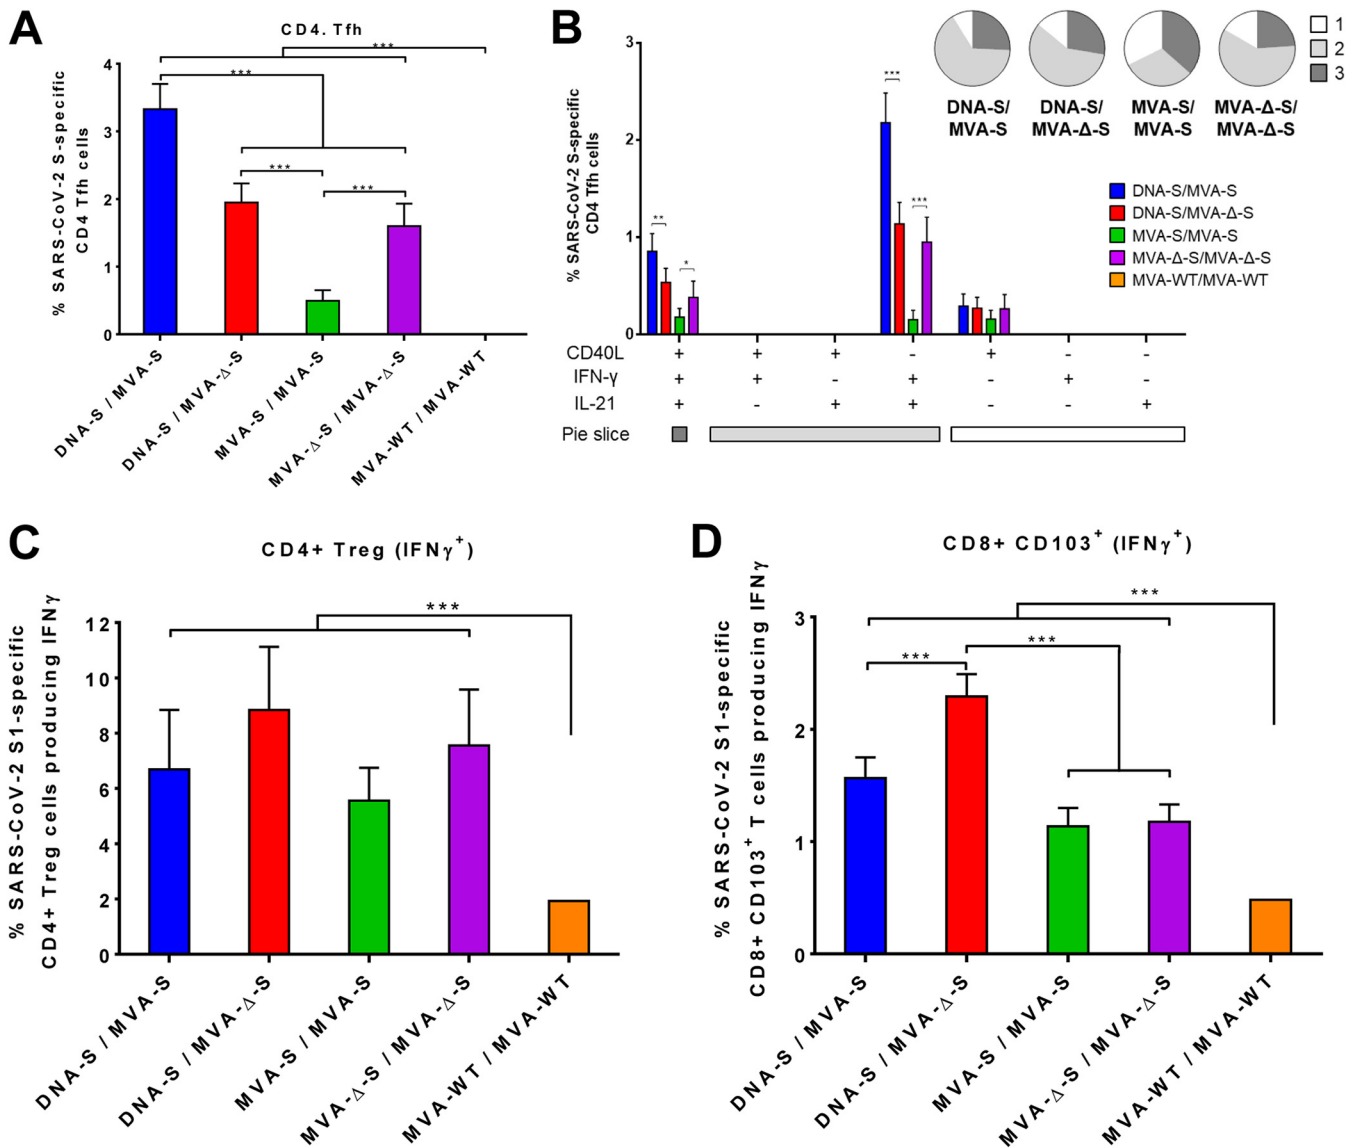 A
CD4. Tfh
% SARS-CoV-2 S-specific
CD4 Tfh cells
4
3
2
1
0
***
***
***
***
DNA-S / MVA-S
DNA-S / MVA-Δ-S
MVA-S / MVA-S
MVA-Δ-S / MVA-Δ-S
MVA-WT / MVA-WT
B
% SARS-CoV-2 S-specific
CD4 Tfh cells
3
2
1
0
**
*
***
***
DNA-S/
MVA-S
DNA-S/
MVA-Δ-S
MVA-S/
MVA-S
MVA-Δ-S/
MVA-Δ-S
1
2
3
DNA-S/MVA-S
DNA-S/MVA-Δ-S
MVA-S/MVA-S
MVA-Δ-S/MVA-Δ-S
MVA-WT/MVA-WT
CD40L + + + - + - -
IFN-γ + + - + - + -
IL-21 + - + + - - +
Pie slice
C
CD4+ Treg (IFNγ+)
% SARS-CoV-2 S1-specific
CD4+ Treg cells producing IFNγ
12
10
8
6
4
2
0
***
DNA-S / MVA-S
DNA-S / MVA-Δ-S
MVA-S / MVA-S
MVA-Δ-S / MVA-Δ-S
MVA-WT / MVA-WT
D
CD8+ CD103+ (IFNγ+)
% SARS-CoV-2 S1-specific
CD8+ CD103+ T cells producing IFNγ
3
2
1
0
***
***
***
DNA-S / MVA-S
DNA-S / MVA-Δ-S
MVA-S / MVA-S
MVA-Δ-S / MVA-Δ-S
MVA-WT / MVA-WT